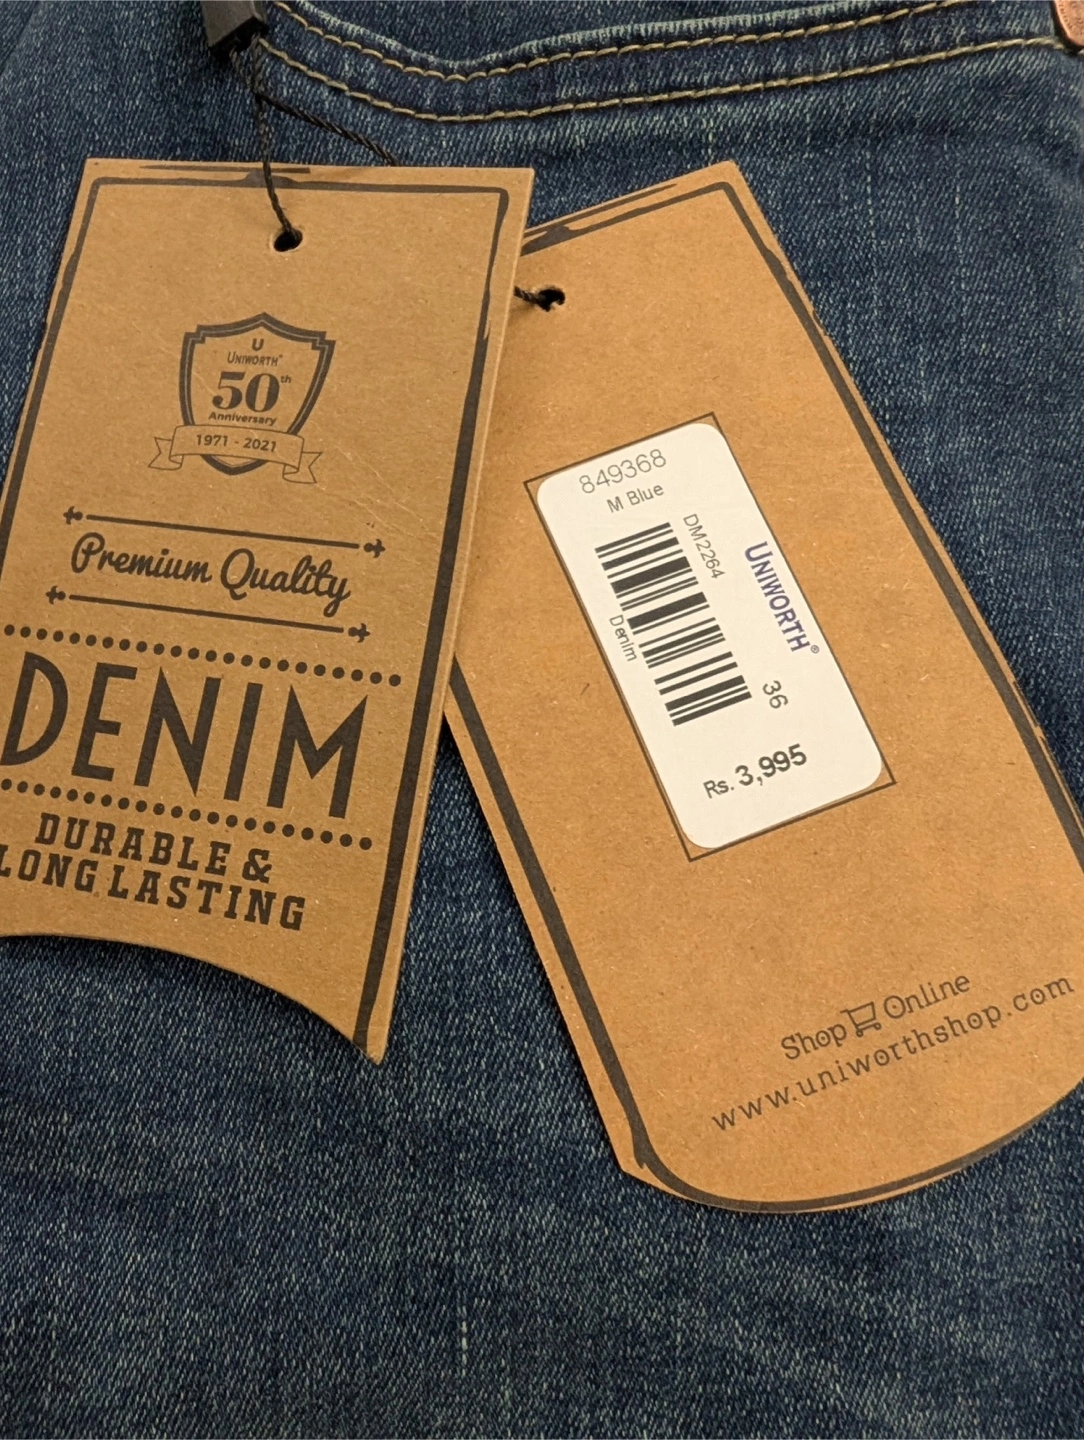 U
UNIWORTH™
50th
Anniversary
1971 - 2021
Premium Quality
DENIM
DURABLE &
LONG LASTING
849368
M Blue
DM2264
Denim
UNIWORTH®
36
Rs. 3,995
Shop Online
www.uniworthshop.com